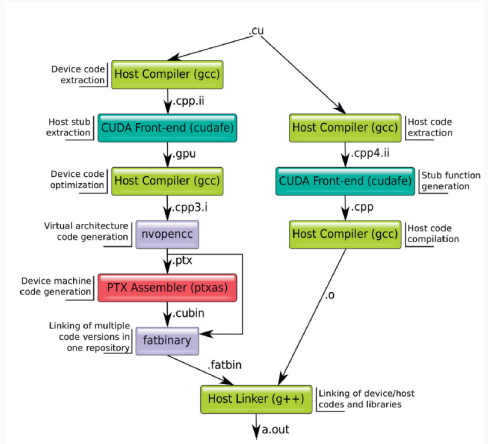 .cu
Device code
extraction
Host Compiler (gcc)
.cpp.ii
Host stub
extraction
CUDA Front-end (cudafe)
.gpu
Device code
optimization
Host Compiler (gcc)
.cpp3.i
Virtual architecture
code generation
nvopencc
.ptx
Device machine
code generation
PTX Assembler (ptxas)
.cubin
Linking of multiple
code versions in
one repository
fatbinary
.fatbin
Host Compiler (gcc)
Host code
extraction
.cpp4.ii
CUDA Front-end (cudafe)
Stub function
generation
.cpp
Host Compiler (gcc)
Host code
compilation
.o
Host Linker (g++)
Linking of device/host
codes and libraries
a.out